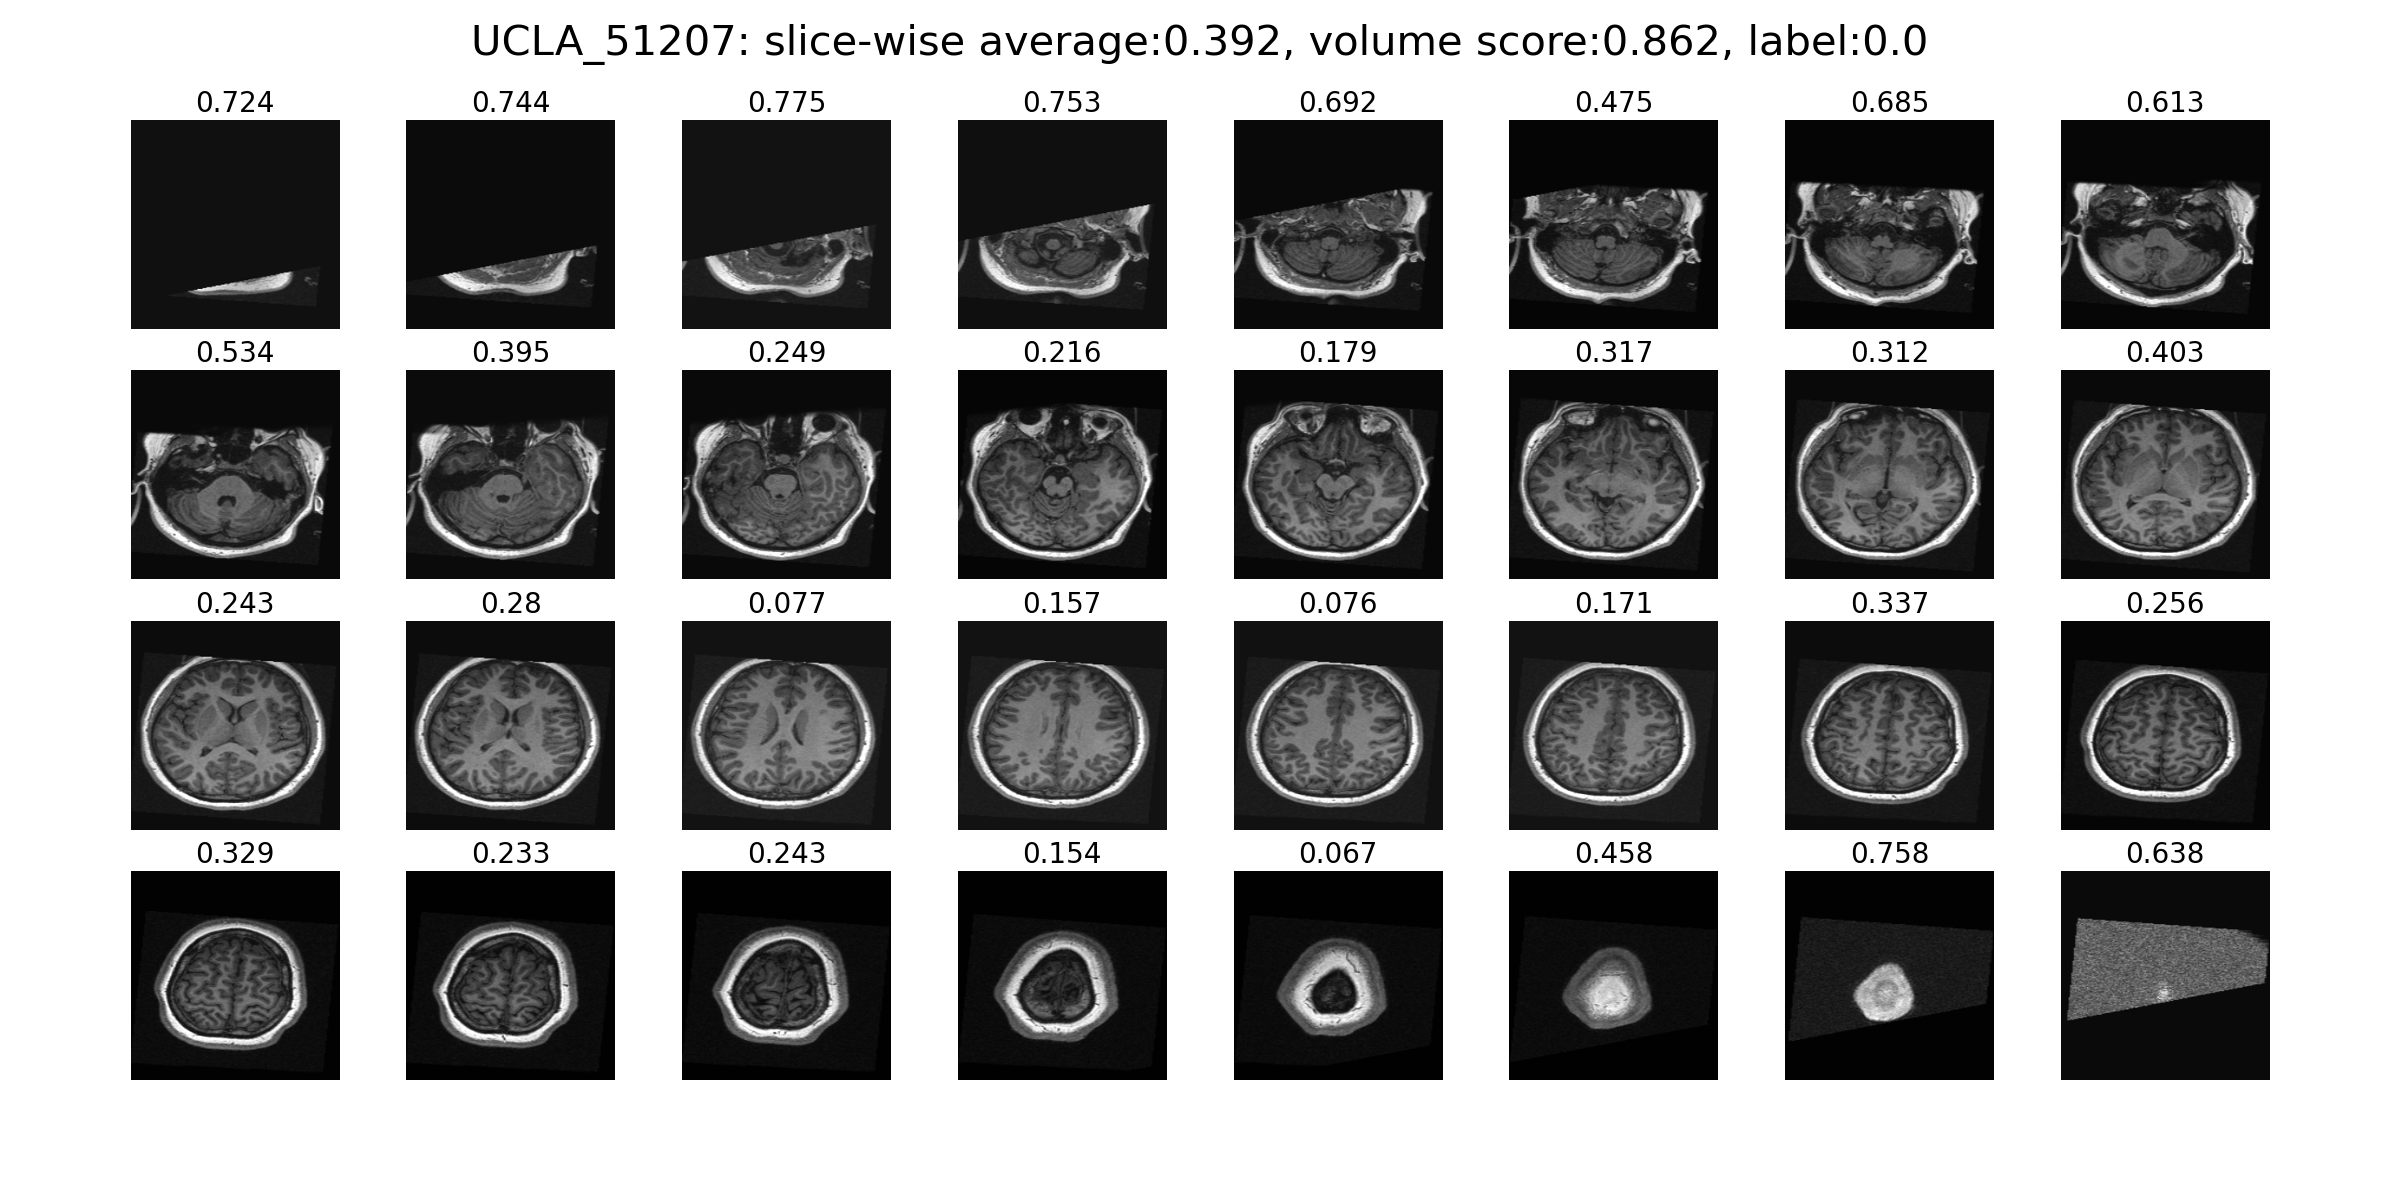 UCLA_51207: slice-wise average:0.392, volume score:0.862, label:0.0
0.724 0.744 0.775 0.753 0.692 0.475 0.685 0.613
0.534 0.395 0.249 0.216 0.179 0.317 0.312 0.403
0.243 0.28 0.077 0.157 0.076 0.171 0.337 0.256
0.329 0.233 0.243 0.154 0.067 0.458 0.758 0.638